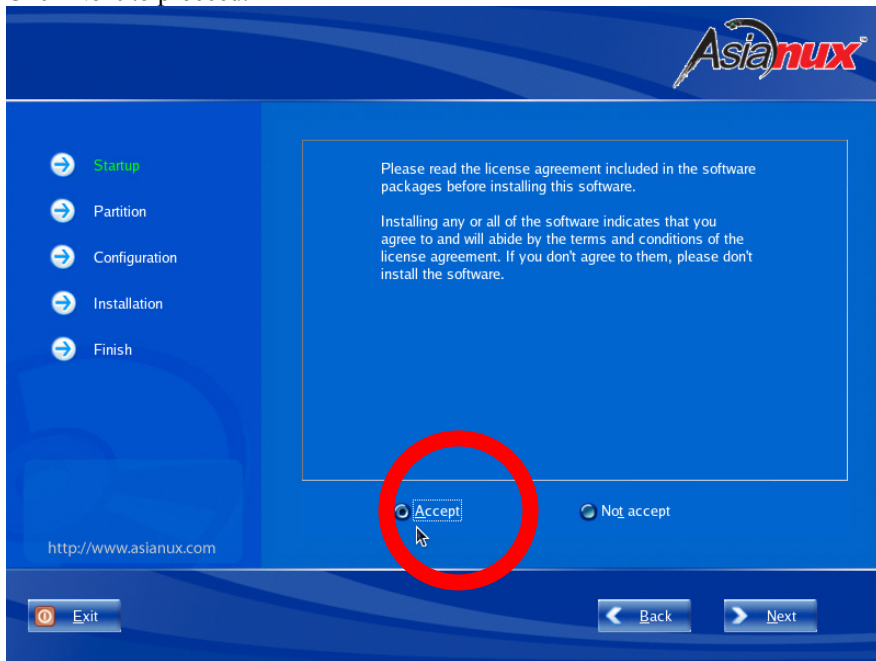 Asianux
Startup
Partition
Configuration
Installation
Finish
Please read the license agreement included in the software
packages before installing this software.
Installing any or all of the software indicates that you
agree to and will abide by the terms and conditions of the
license agreement. If you don't agree to them, please don't
install the software.
Accept
Not accept
http://www.asianux.com
Exit
Back
Next